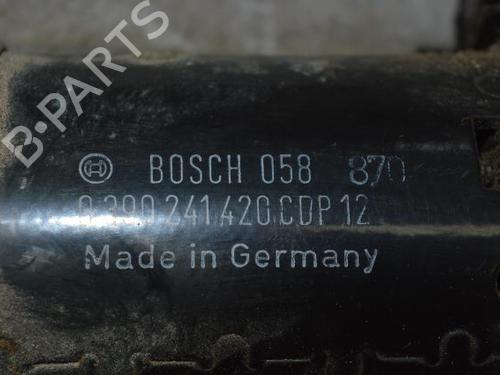 B-PARTS
BOSCH 058 870
0 390 241 420 CDP 12
Made in Germany